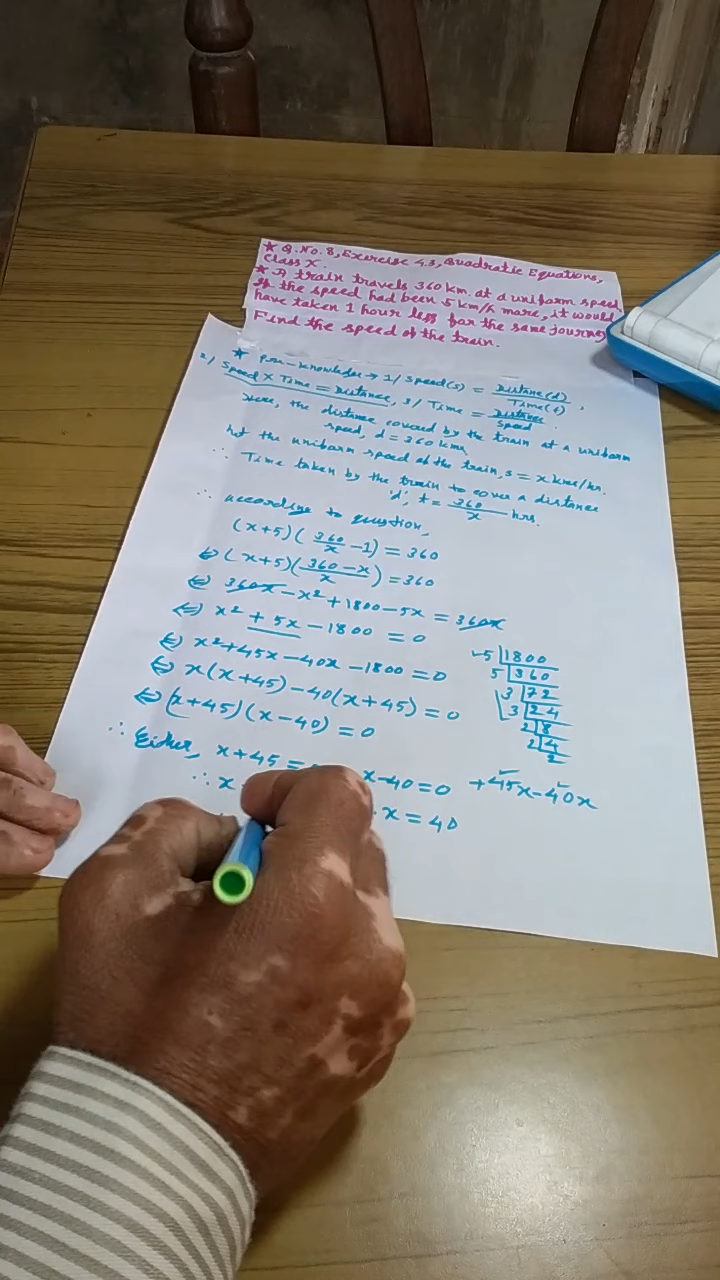 * Q.No. 8, Exercise 4.3, Quadratic Equations,
Class X.
* A train travels 360 km. at a uniform speed
If the speed had been 5 km/h more, it would
have taken 1 hour less for the same journey
Find the speed of the train.
* Pre-knowledge → 1/ Speed(s) = Distance(d)/Time(t),
2/ Speed × Time = Distance, 3/ Time = Distance/Speed.
Here, the distance covered by the train at a uniform
speed, d = 360 kms
Let the uniform speed of the train, s = x kms/hr.
∴ Time taken by the train to cover a distance
'd', t = 360/x hrs.
∴ according to question,
(x+5)(360/x - 1) = 360
⇔ (x+5)(360-x/x) = 360
⇔ 360x - x² + 1800 - 5x = 360x
⇔ x² + 5x - 1800 = 0
⇔ x² + 45x - 40x - 1800 = 0
⇔ x(x+45) - 40(x+45) = 0
⇔ (x+45)(x-40) = 0
∴ Either, x+45 = x-40 = 0
∴ x x = 40
5 1800
5 360
3 72
3 24
2 8
2 4
2
+45x - 40x